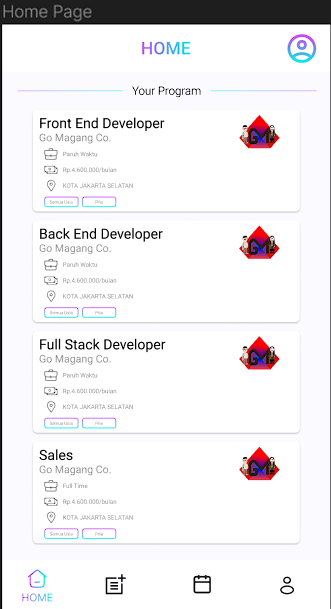 Home Page
HOME
Your Program
Front End Developer
Go Magang Co.
Paruh Waktu
Rp.4.600.000/bulan
KOTA JAKARTA SELATAN
Semua Usia
Pria
Back End Developer
Go Magang Co.
Paruh Waktu
Rp.4.600.000/bulan
KOTA JAKARTA SELATAN
Semua Usia
Pria
Full Stack Developer
Go Magang Co.
Paruh Waktu
Rp.4.600.000/bulan
KOTA JAKARTA SELATAN
Semua Usia
Pria
Sales
Go Magang Co.
Full Time
Rp.4.600.000/bulan
KOTA JAKARTA SELATAN
Semua Usia
Pria
HOME